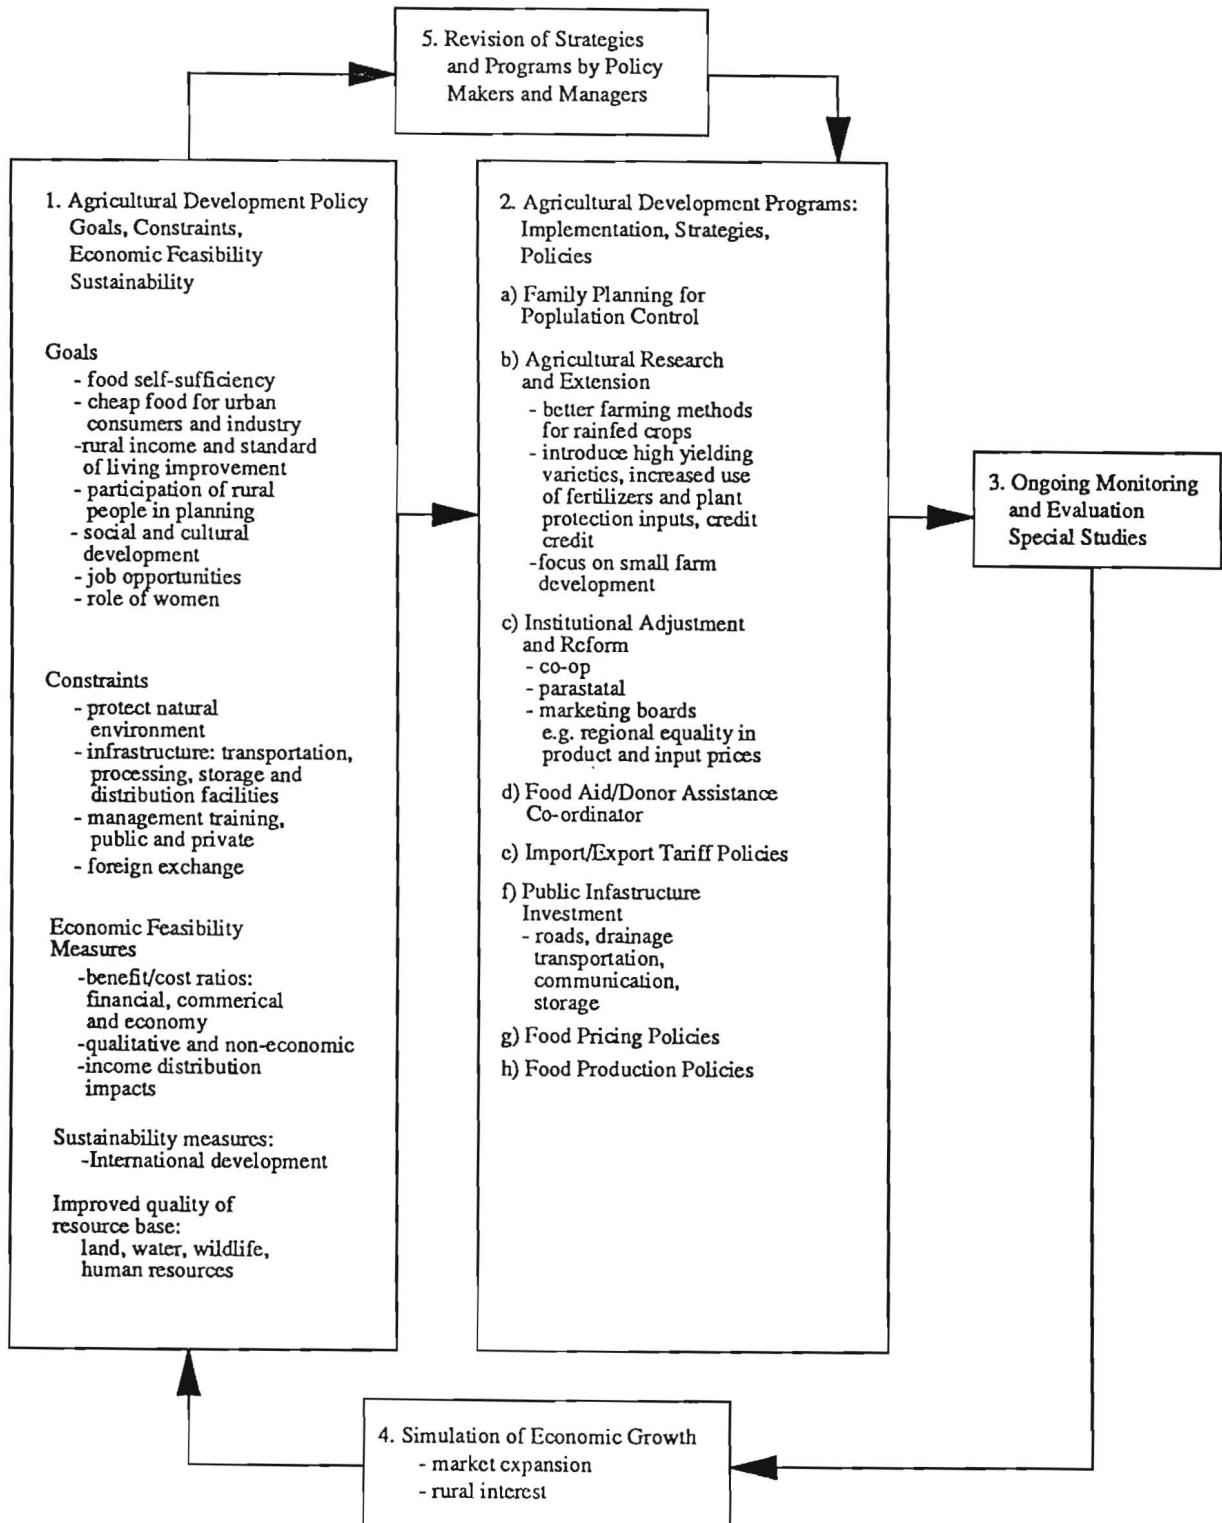 5. Revision of Strategies
and Programs by Policy
Makers and Managers
1. Agricultural Development Policy
Goals, Constraints,
Economic Feasibility
Sustainability
Goals
- food self-sufficiency
- cheap food for urban
consumers and industry
-rural income and standard
of living improvement
- participation of rural
people in planning
- social and cultural
development
- job opportunities
- role of women
Constraints
- protect natural
environment
- infrastructure: transportation,
processing, storage and
distribution facilities
- management training,
public and private
- foreign exchange
Economic Feasibility
Measures
-benefit/cost ratios:
financial, commerical
and economy
-qualitative and non-economic
-income distribution
impacts
Sustainability measures:
-International development
Improved quality of
resource base:
land, water, wildlife,
human resources
2. Agricultural Development Programs:
Implementation, Strategies,
Policies
a) Family Planning for
Poplulation Control
b) Agricultural Research
and Extension
- better farming methods
for rainfed crops
- introduce high yielding
varieties, increased use
of fertilizers and plant
protection inputs, credit
credit
-focus on small farm
development
c) Institutional Adjustment
and Reform
- co-op
- parastatal
- marketing boards
e.g. regional equality in
product and input prices
d) Food Aid/Donor Assistance
Co-ordinator
e) Import/Export Tariff Policies
f) Public Infastructure
Investment
- roads, drainage
transportation,
communication,
storage
g) Food Pricing Policies
h) Food Production Policies
3. Ongoing Monitoring
and Evaluation
Special Studies
4. Simulation of Economic Growth
- market expansion
- rural interest